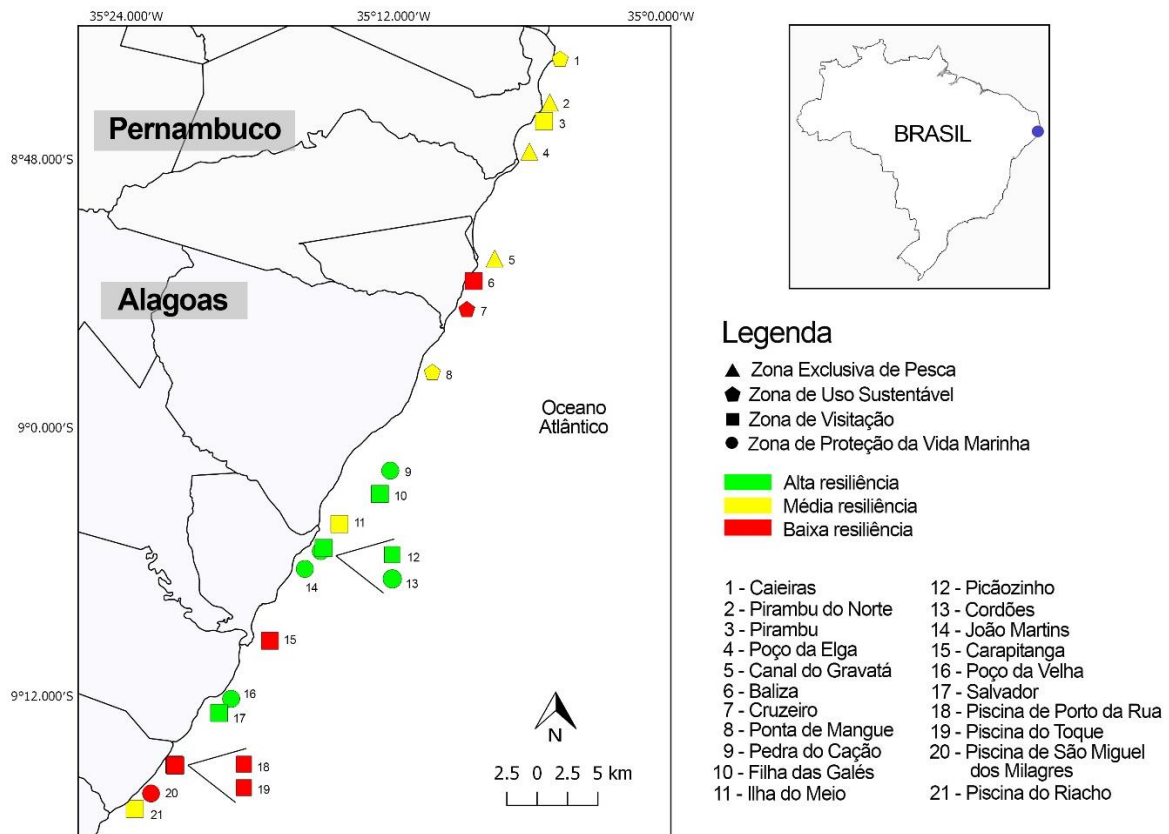 35°24.000'W
35°12.000'W
35°0.000'W
8°48.000'S
9°0.000'S
9°12.000'S
Pernambuco
Alagoas
Oceano
Atlântico
1
2
3
4
5
6
7
8
9
10
11
12
13
14
15
16
17
18
19
20
21
N
2.5 0 2.5 5 km
BRASIL
Legenda
Zona Exclusiva de Pesca
Zona de Uso Sustentável
Zona de Visitação
Zona de Proteção da Vida Marinha
Alta resiliência
Média resiliência
Baixa resiliência
1 - Caieiras
2 - Pirambu do Norte
3 - Pirambu
4 - Poço da Elga
5 - Canal do Gravatá
6 - Baliza
7 - Cruzeiro
8 - Ponta de Mangue
9 - Pedra do Cação
10 - Filha das Galés
11 - Ilha do Meio
12 - Picãozinho
13 - Cordões
14 - João Martins
15 - Carapitanga
16 - Poço da Velha
17 - Salvador
18 - Piscina de Porto da Rua
19 - Piscina do Toque
20 - Piscina de São Miguel
dos Milagres
21 - Piscina do Riacho